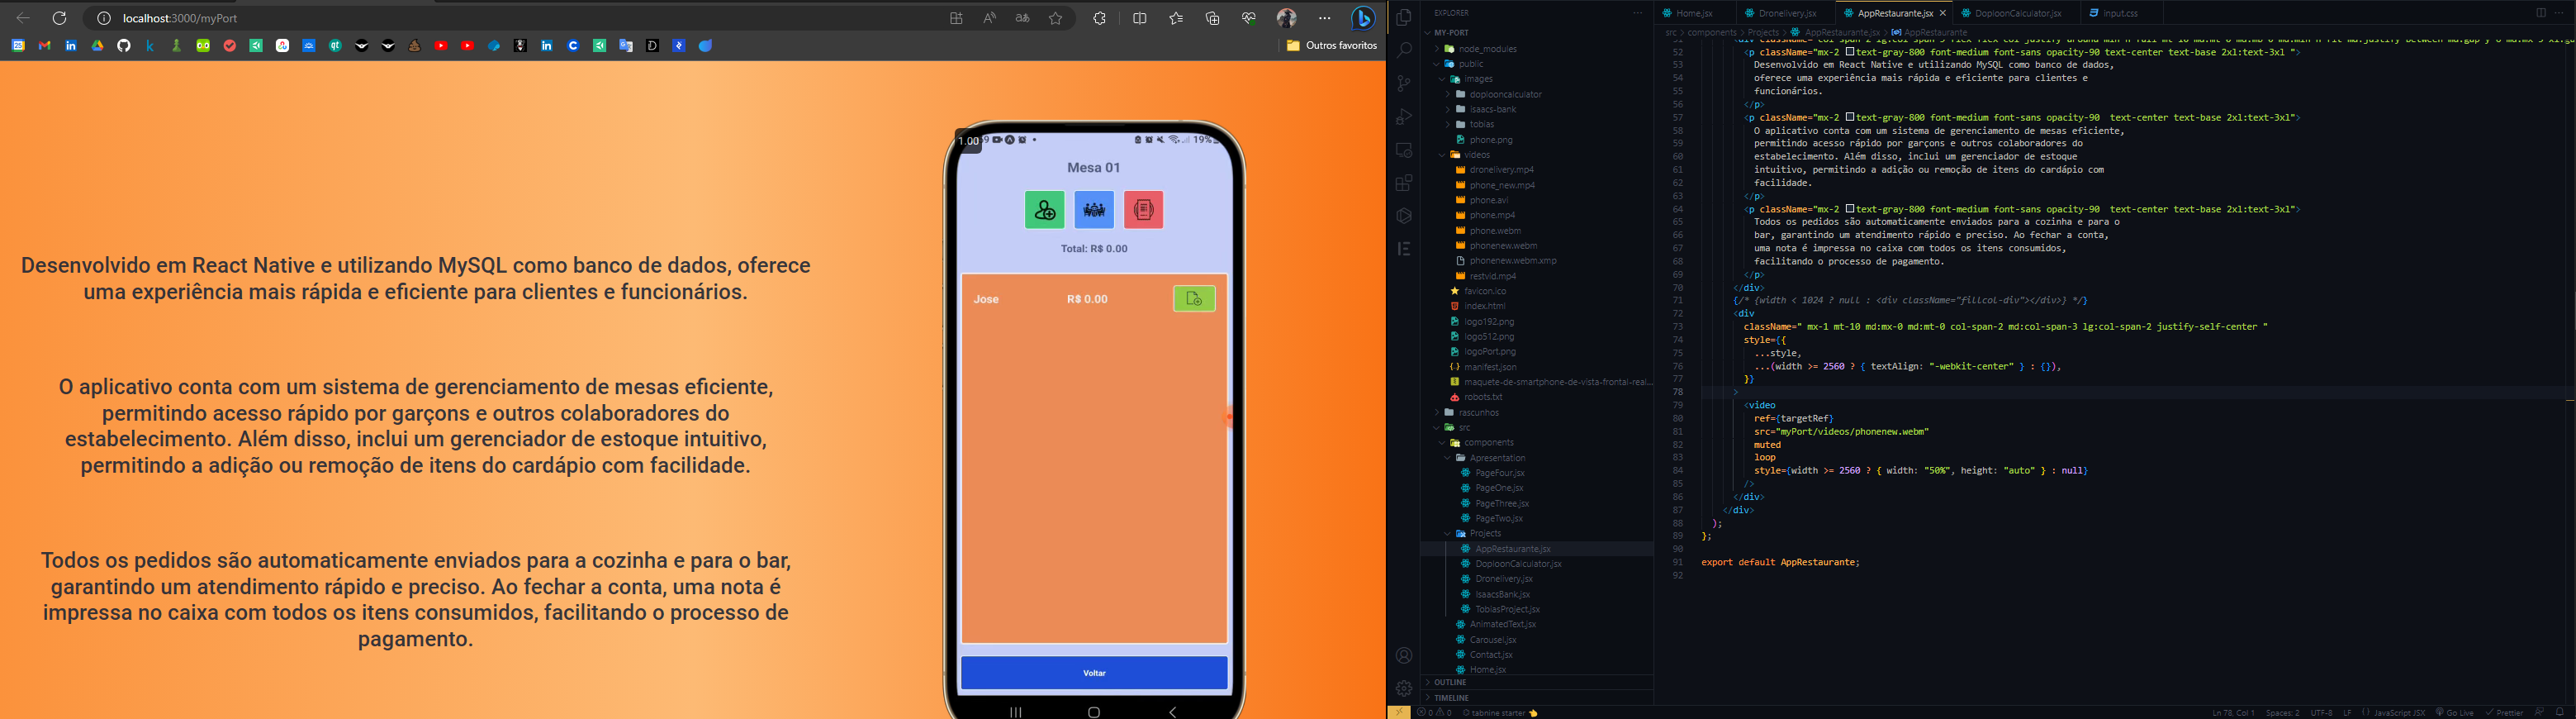 localhost:3000/myPort
Outros favoritos
Desenvolvido em React Native e utilizando MySQL como banco de dados, oferece
uma experiência mais rápida e eficiente para clientes e funcionários.
O aplicativo conta com um sistema de gerenciamento de mesas eficiente,
permitindo acesso rápido por garçons e outros colaboradores do
estabelecimento. Além disso, inclui um gerenciador de estoque intuitivo,
permitindo a adição ou remoção de itens do cardápio com facilidade.
Todos os pedidos são automaticamente enviados para a cozinha e para o bar,
garantindo um atendimento rápido e preciso. Ao fechar a conta, uma nota é
impressa no caixa com todos os itens consumidos, facilitando o processo de
pagamento.
1.00
19%
Mesa 01
Total: R$ 0.00
Jose R$ 0.00
Voltar
EXPLORER
MY-PORT
node_modules
public
images
doplooncalculator
isaacs-bank
tobias
phone.png
videos
dronelivery.mp4
phone_new.mp4
phone.avi
phone.mp4
phone.webm
phonenew.webm
phonenew.webm.xmp
restvid.mp4
favicon.ico
index.html
logo192.png
logo512.png
logoPort.png
manifest.json
maquete-de-smartphone-de-vista-frontal-real...
robots.txt
rascunhos
src
components
Apresentation
PageFour.jsx
PageOne.jsx
PageThree.jsx
PageTwo.jsx
Projects
AppRestaurante.jsx
DoploonCalculator.jsx
Dronelivery.jsx
IsaacsBank.jsx
TobiasProject.jsx
AnimatedText.jsx
Carousel.jsx
Contact.jsx
Home.jsx
OUTLINE
TIMELINE
Home.jsx Dronelivery.jsx AppRestaurante.jsx DoploonCalculator.jsx input.css
src > components > Projects > AppRestaurante.jsx > AppRestaurante
52 <p className="mx-2 text-gray-800 font-medium font-sans opacity-90 text-center text-base 2xl:text-3xl ">
53 Desenvolvido em React Native e utilizando MySQL como banco de dados,
54 oferece uma experiência mais rápida e eficiente para clientes e
55 funcionários.
56 </p>
57 <p className="mx-2 text-gray-800 font-medium font-sans opacity-90  text-center text-base 2xl:text-3xl">
58 O aplicativo conta com um sistema de gerenciamento de mesas eficiente,
59 permitindo acesso rápido por garçons e outros colaboradores do
60 estabelecimento. Além disso, inclui um gerenciador de estoque
61 intuitivo, permitindo a adição ou remoção de itens do cardápio com
62 facilidade.
63 </p>
64 <p className="mx-2 text-gray-800 font-medium font-sans opacity-90  text-center text-base 2xl:text-3xl">
65 Todos os pedidos são automaticamente enviados para a cozinha e para o
66 bar, garantindo um atendimento rápido e preciso. Ao fechar a conta,
67 uma nota é impressa no caixa com todos os itens consumidos,
68 facilitando o processo de pagamento.
69 </p>
70 </div>
71 {/* {width < 1024 ? null : <div className="fillcol-div"></div>} */}
72 <div
73 className=" mx-1 mt-10 md:mx-0 md:mt-0 col-span-2 md:col-span-3 lg:col-span-2 justify-self-center "
74 style={{
75 ...style,
76 ...(width >= 2560 ? { textAlign: "-webkit-center" } : {}),
77 }}
78 >
79 <video
80 ref={targetRef}
81 src="myPort/videos/phonenew.webm"
82 muted
83 loop
84 style={width >= 2560 ? { width: "50%", height: "auto" } : null}
85 />
86 </div>
87 </div>
88 );
89 };
90
91 export default AppRestaurante;
92
0 0 tabnine starter
Ln 78, Col 1 Spaces: 2 UTF-8 LF JavaScript JSX Go Live Prettier